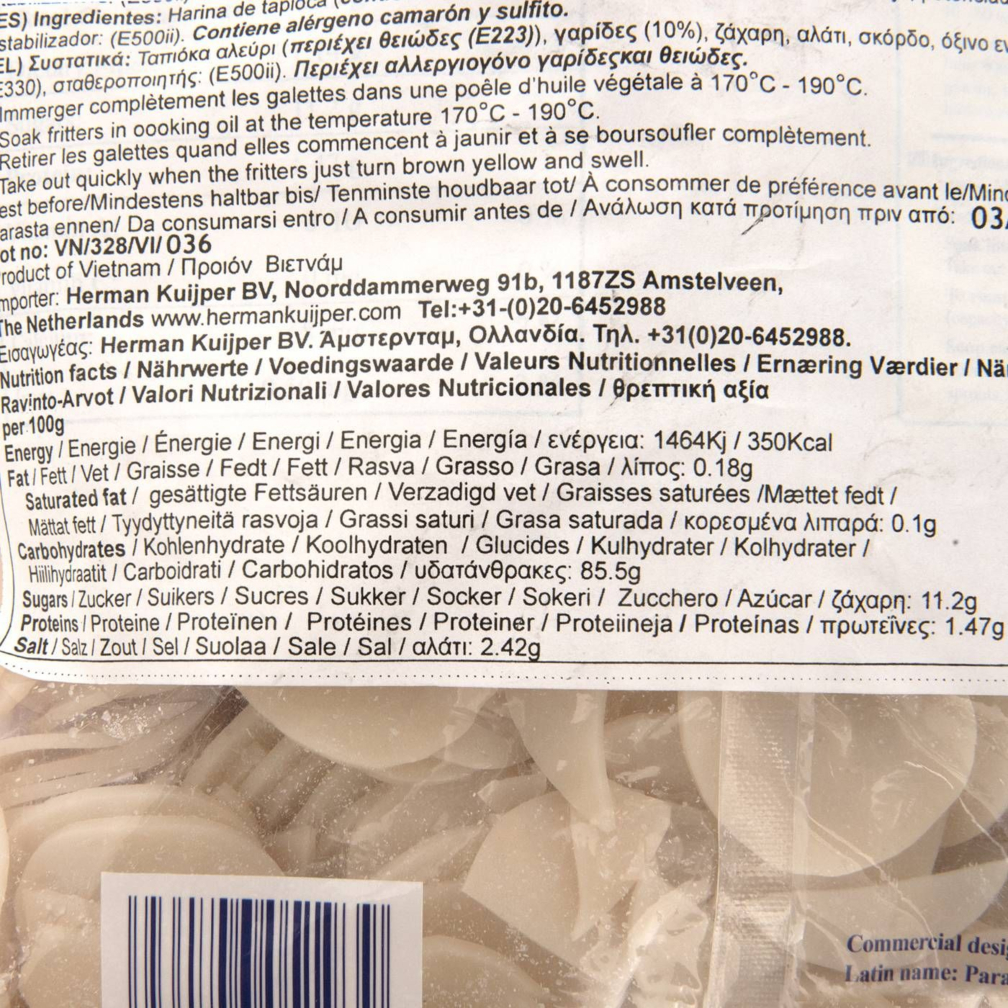 ES) Ingredientes: Harina de tapioca
stabilizador: (E500ii). Contiene alérgeno camarón y sulfito.
EL) Συστατικά: Ταπιόκα αλεύρι (περιέχει θειώδες (E223)), γαρίδες (10%), ζάχαρη, αλάτι, σκόρδο, όξινο
E330), σταθεροποιητής: (E500ii). Περιέχει αλλεργιογόνο γαρίδεςκαι θειώδες.
Immerger complètement les galettes dans une poêle d'huile végétale à 170°C - 190°C.
Soak fritters in oooking oil at the temperature 170°C - 190°C.
Retirer les galettes quand elles commencent à jaunir et à se boursoufler complètement.
Take out quickly when the fritters just turn brown yellow and swell.
est before/Mindestens haltbar bis/ Tenminste houdbaar tot/ À consommer de préférence avant le/Mind
arasta ennen/ Da consumarsi entro / A consumir antes de / Ανάλωση κατά προτίμηση πριν από: 03
ot no: VN/328/VI/ 036
roduct of Vietnam / Προιόν Βιετνάμ
mporter: Herman Kuijper BV, Noorddammerweg 91b, 1187ZS Amstelveen,
The Netherlands www.hermankuijper.com Tel:+31-(0)20-6452988
Εισαγωγέας: Herman Kuijper BV. Άμστερνταμ, Ολλανδία. Τηλ. +31(0)20-6452988.
Nutrition facts / Nährwerte / Voedingswaarde / Valeurs Nutritionnelles / Ernæring Værdier / Nä
Ravinto-Arvot / Valori Nutrizionali / Valores Nutricionales / θρεπτική αξία
per 100g
Energy / Energie / Énergie / Energi / Energia / Energía / ενέργεια: 1464Kj / 350Kcal
Fat / Fett / Vet / Graisse / Fedt / Fett / Rasva / Grasso / Grasa / λίπος: 0.18g
Saturated fat / gesättigte Fettsäuren / Verzadigd vet / Graisses saturées /Mættet fedt /
Mättat fett / Tyydyttyneitä rasvoja / Grassi saturi / Grasa saturada / κορεσμένα λιπαρά: 0.1g
Carbohydrates / Kohlenhydrate / Koolhydraten / Glucides / Kulhydrater / Kolhydrater /
Hiilihydraatit / Carboidrati / Carbohidratos / υδατάνθρακες: 85.5g
Sugars / Zucker / Suikers / Sucres / Sukker / Socker / Sokeri / Zucchero / Azúcar / ζάχαρη: 11.2g
Proteins / Proteine / Proteïnen / Protéines / Proteiner / Proteiineja / Proteínas / πρωτεΐνες: 1.47g
Salt / Salz / Zout / Sel / Suolaa / Sale / Sal / αλάτι: 2.42g
Commercial desi
Latin name: Para